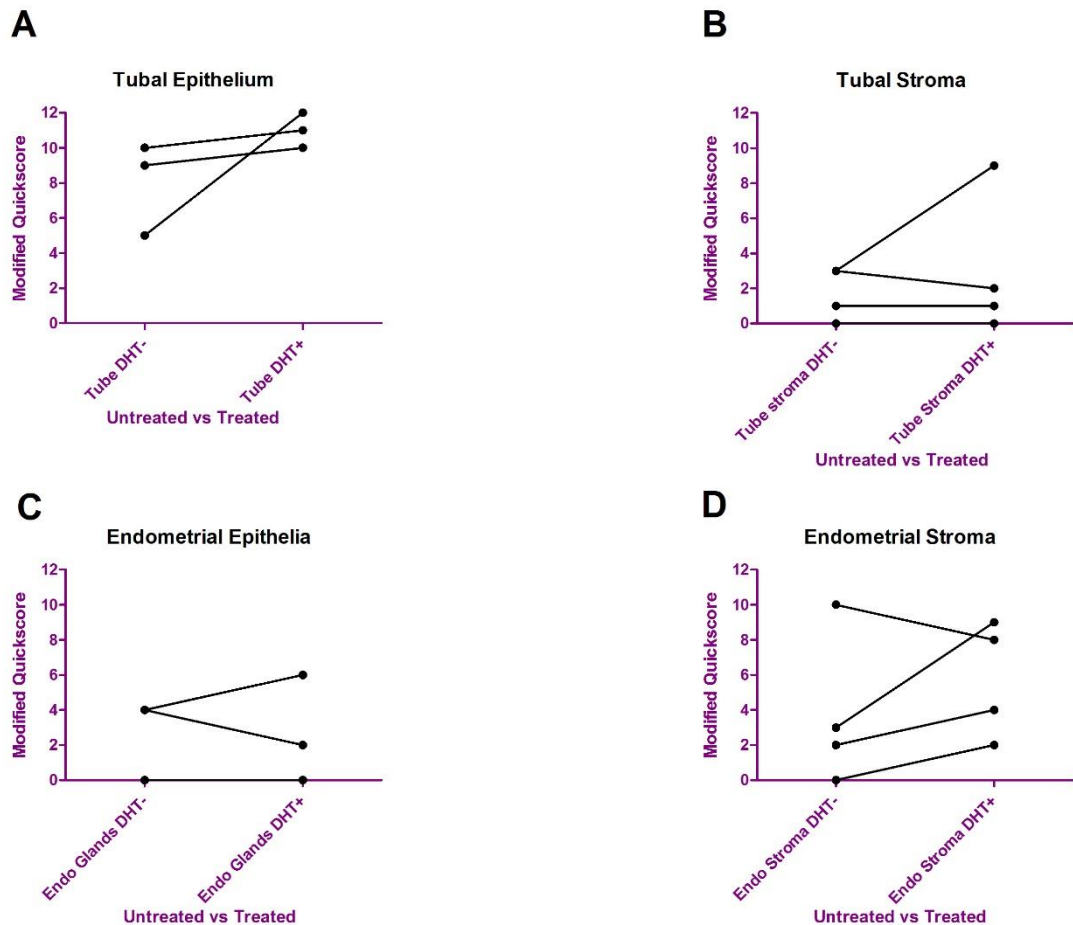 A
Tubal Epithelium
Modified Quickscore
12
10
8
6
4
2
0
Tube DHT-
Tube DHT+
Untreated vs Treated
B
Tubal Stroma
Modified Quickscore
12
10
8
6
4
2
0
Tube stroma DHT-
Tube Stroma DHT+
Untreated vs Treated
C
Endometrial Epithelia
Modified Quickscore
12
10
8
6
4
2
0
Endo Glands DHT-
Endo Glands DHT+
Untreated vs Treated
D
Endometrial Stroma
Modified Quickscore
12
10
8
6
4
2
0
Endo Stroma DHT-
Endo Stroma DHT+
Untreated vs Treated